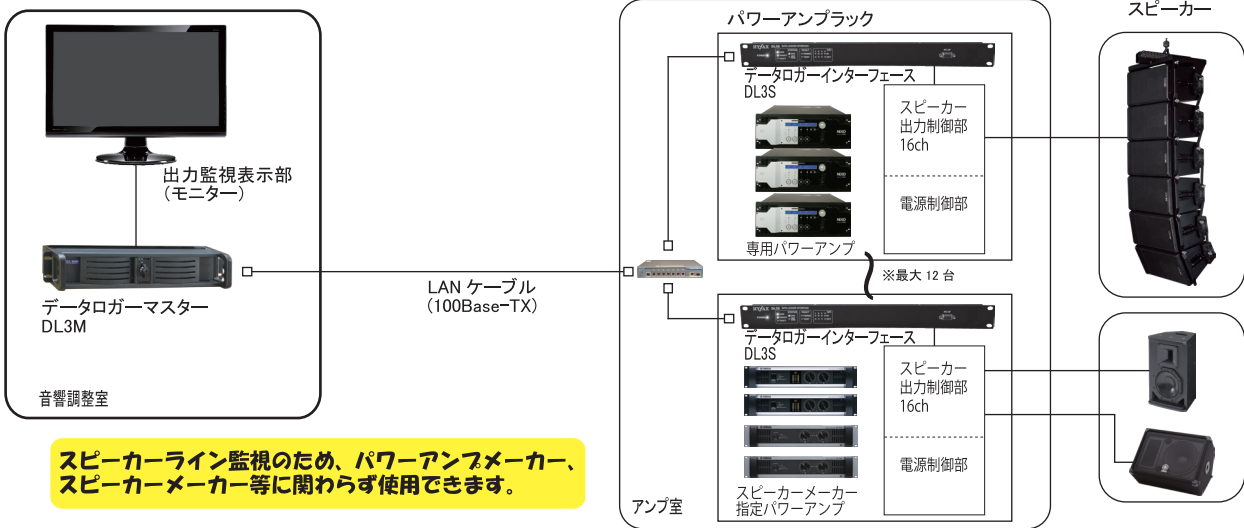 出力監視表示部
(モニター)
データロガーマスター
DL3M
音響調整室
LAN ケーブル
(100Base-TX)
スピーカーライン監視のため、パワーアンプメーカー、
スピーカーメーカー等に関わらず使用できます。
パワーアンプラック
データロガーインターフェース
DL3S
スピーカー
出力制御部
16ch
電源制御部
専用パワーアンプ
※最大 12 台
データロガーインターフェース
DL3S
スピーカー
出力制御部
16ch
電源制御部
スピーカーメーカー
指定パワーアンプ
アンプ室
スピーカー